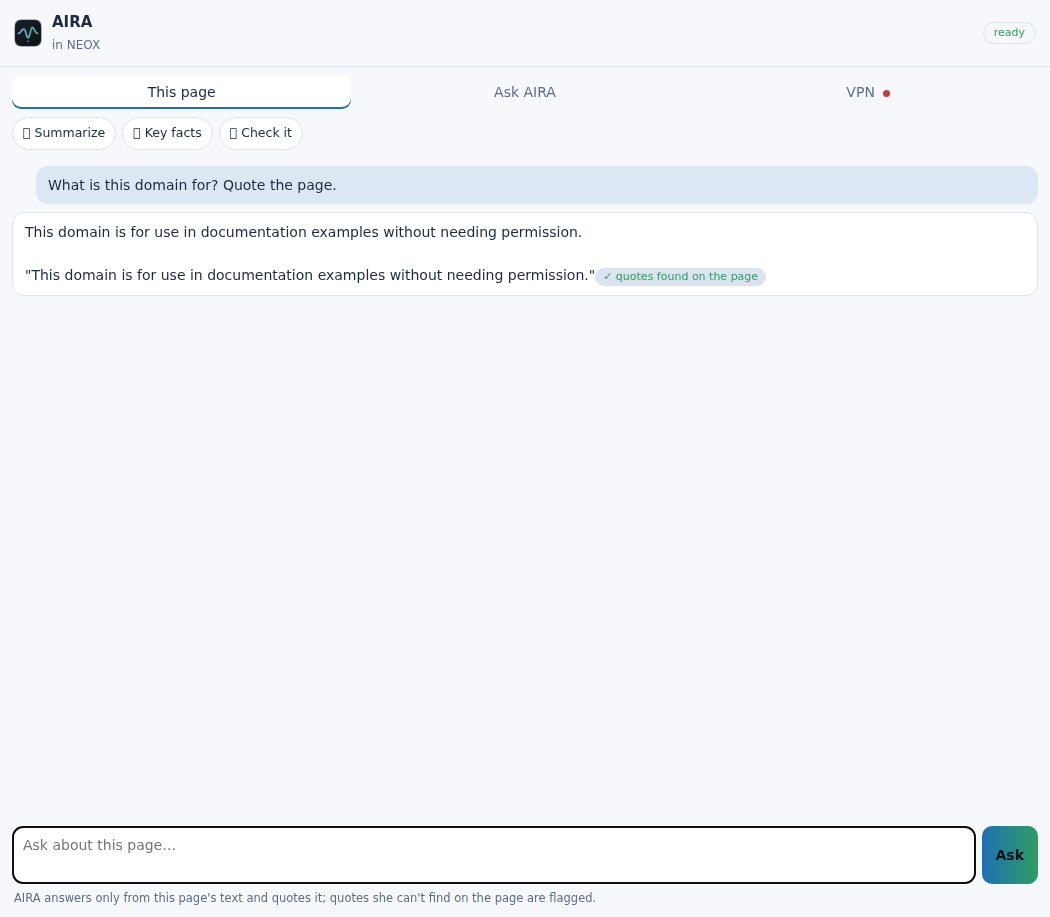 AIRA
in NEOX
ready
This page
Ask AIRA
VPN
Summarize
Key facts
Check it
What is this domain for? Quote the page.
This domain is for use in documentation examples without needing permission.
"This domain is for use in documentation examples without needing permission." ✓ quotes found on the page
Ask about this page...
Ask
AIRA answers only from this page's text and quotes it; quotes she can't find on the page are flagged.